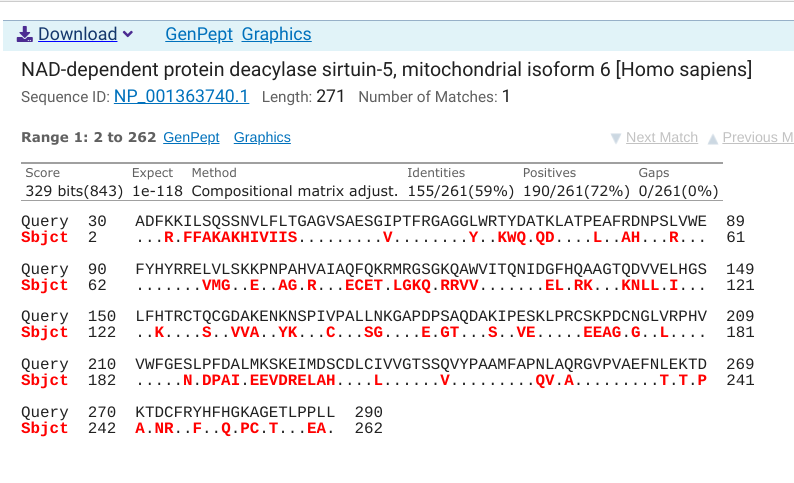 Download GenPept Graphics
NAD-dependent protein deacylase sirtuin-5, mitochondrial isoform 6 [Homo sapiens]
Sequence ID: NP_001363740.1 Length: 271 Number of Matches: 1
Range 1: 2 to 262 GenPept Graphics ▼ Next Match ▲ Previous M
Score Expect Method Identities Positives Gaps
329 bits(843) 1e-118 Compositional matrix adjust. 155/261(59%) 190/261(72%) 0/261(0%)
Query 30 ADFKKILSQSSNVLFLTGAGVSAESGIPTFRGAGGLWRTYDATKLATPEAFRDNPSLVWE 89
Sbjct 2 ...R.FFAKAKHIVIIS.........V........Y..KWQ.QD....L..AH...R... 61
Query 90 FYHYRRELVLSKKPNPAHVAIAQFQKRMRGSGKQAWVITQNIDGFHQAAGTQDVVELHGS 149
Sbjct 62 .......VMG..E..AG.R...ECET.LGKQ.RRVV.......EL.RK...KNLL.I... 121
Query 150 LFHTRCTQCGDAKENKNSPIVPALLNKGAPDPSAQDAKIPESKLPRCSKPDCNGLVRPHV 209
Sbjct 122 ..K....S..VVA..YK...C...SG....E.GT...S..VE.....EEAG.G..L.... 181
Query 210 VWFGESLPFDALMKSKEIMDSCDLCIVVGTSSQVYPAAMFAPNLAQRGVPVAEFNLEKTD 269
Sbjct 182 .....N.DPAI.EEVDRELAH....L......V.........QV.A.........T.T.P 241
Query 270 KTDCFRYHFHGKAGETLPPLL 290
Sbjct 242 A.NR..F..Q.PC.T...EA. 262